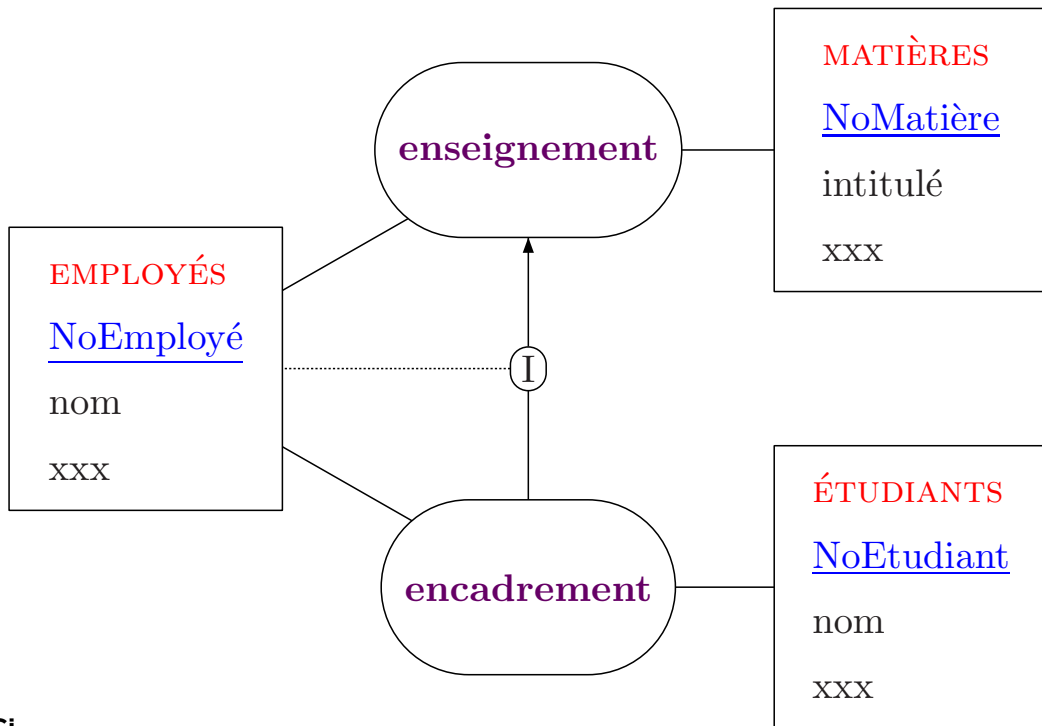 MATIÈRES
NoMatière
intitulé
xxx
enseignement
EMPLOYÉS
NoEmployé
nom
xxx
I
encadrement
ÉTUDIANTS
NoEtudiant
nom
xxx